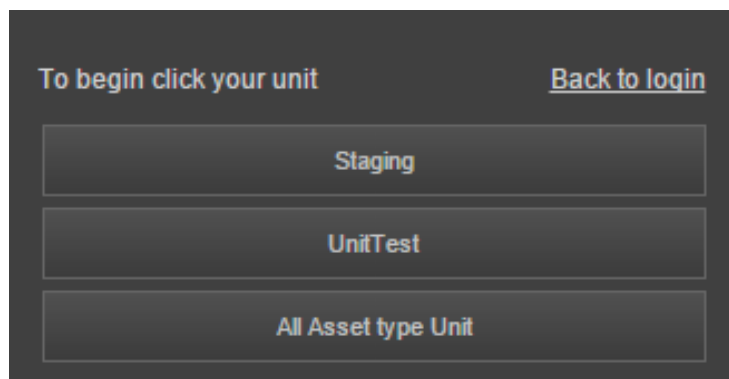 To begin click your unit Back to login
Staging
UnitTest
All Asset type Unit